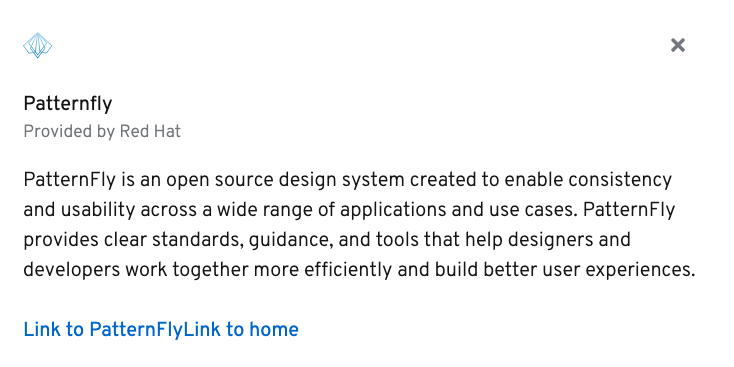 Patternfly
Provided by Red Hat
PatternFly is an open source design system created to enable consistency
and usability across a wide range of applications and use cases. PatternFly
provides clear standards, guidance, and tools that help designers and
developers work together more efficiently and build better user experiences.
Link to PatternFlyLink to home